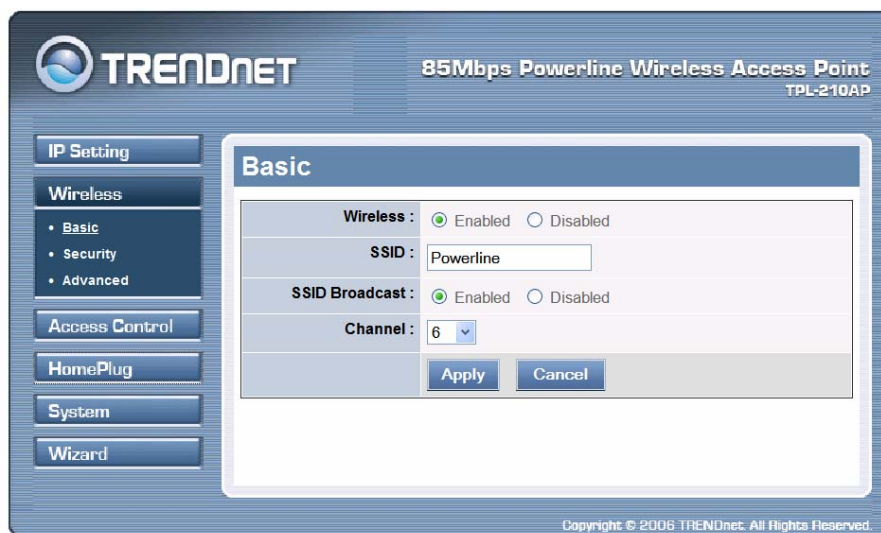 TRENDNET
85Mbps Powerline Wireless Access Point
TPL-210AP
IP Setting
Wireless
• Basic
• Security
• Advanced
Access Control
HomePlug
System
Wizard
Basic
Wireless : Enabled Disabled
SSID : Powerline
SSID Broadcast : Enabled Disabled
Channel : 6
Apply Cancel
Copyright © 2006 TRENDnet. All Rights Reserved.